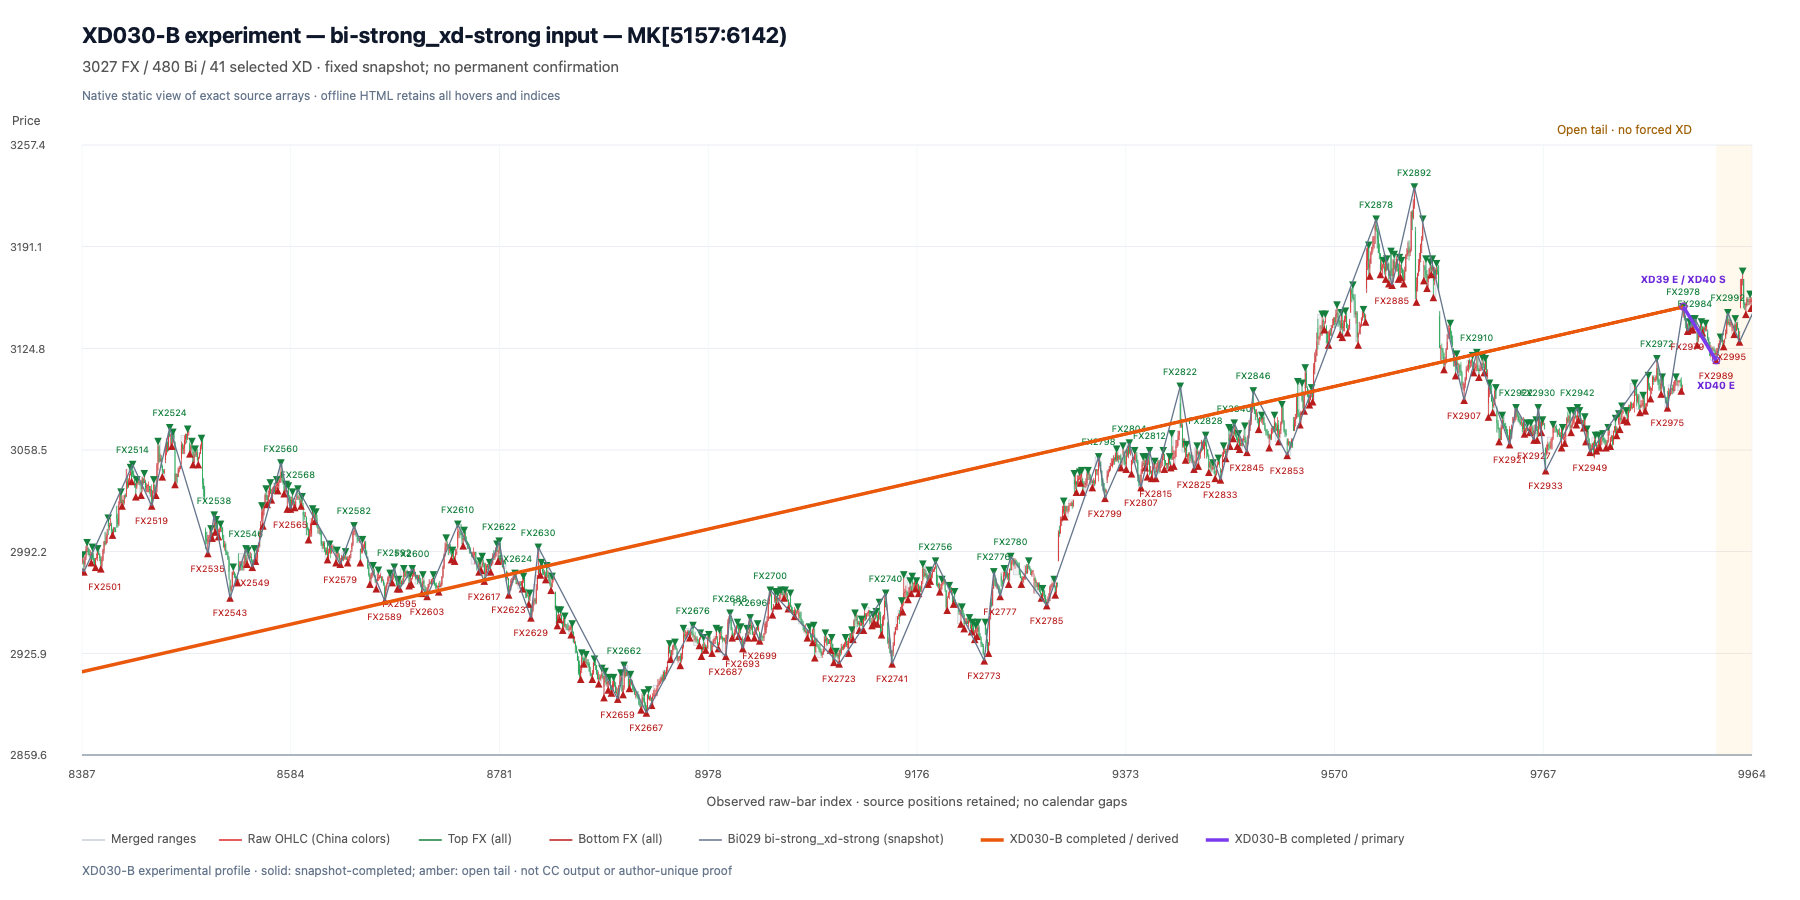 XD030-B experiment — bi-strong_xd-strong input — MK[5157:6142)
3027 FX / 480 Bi / 41 selected XD · fixed snapshot; no permanent confirmation
Native static view of exact source arrays · offline HTML retains all hovers and indices
Price
Open tail · no forced XD
3257.4
FX2892
FX2878
3191.1
XD39 E / XD40 S
FX2978
FX2885
FX2984
3124.8
FX2910
FX2972
FX2995
FX2822
FX2989
FX2846
XD40 E
FX2930
FX2942
FX2907
FX2524
FX2828
FX2975
FX2804
FX2812
FX2798
3058.5
FX2514
FX2560
FX2927
FX2921
FX2845
FX2853
FX2568
FX2825
FX2933
FX2949
FX2538
FX2815
FX2833
FX2807
FX2582
FX2610
FX2799
FX2519
FX2565
FX2622
FX2546
FX2630
FX2780
2992.2
FX2600
FX2756
FX2776
FX2624
FX2535
FX2549
FX2579
FX2501
FX2700
FX2740
FX2617
FX2595
FX2688
FX2696
FX2543
FX2603
FX2623
FX2676
FX2777
FX2589
FX2785
FX2629
2925.9
FX2662
FX2693
FX2699
FX2687
FX2723
FX2741
FX2773
FX2659
FX2667
2859.6
8387 8584 8781 8978 9176 9373 9570 9767 9964
Observed raw-bar index · source positions retained; no calendar gaps
Merged ranges Raw OHLC (China colors) Top FX (all) Bottom FX (all) Bi029 bi-strong_xd-strong (snapshot) XD030-B completed / derived XD030-B completed / primary
XD030-B experimental profile · solid: snapshot-completed; amber: open tail · not CC output or author-unique proof